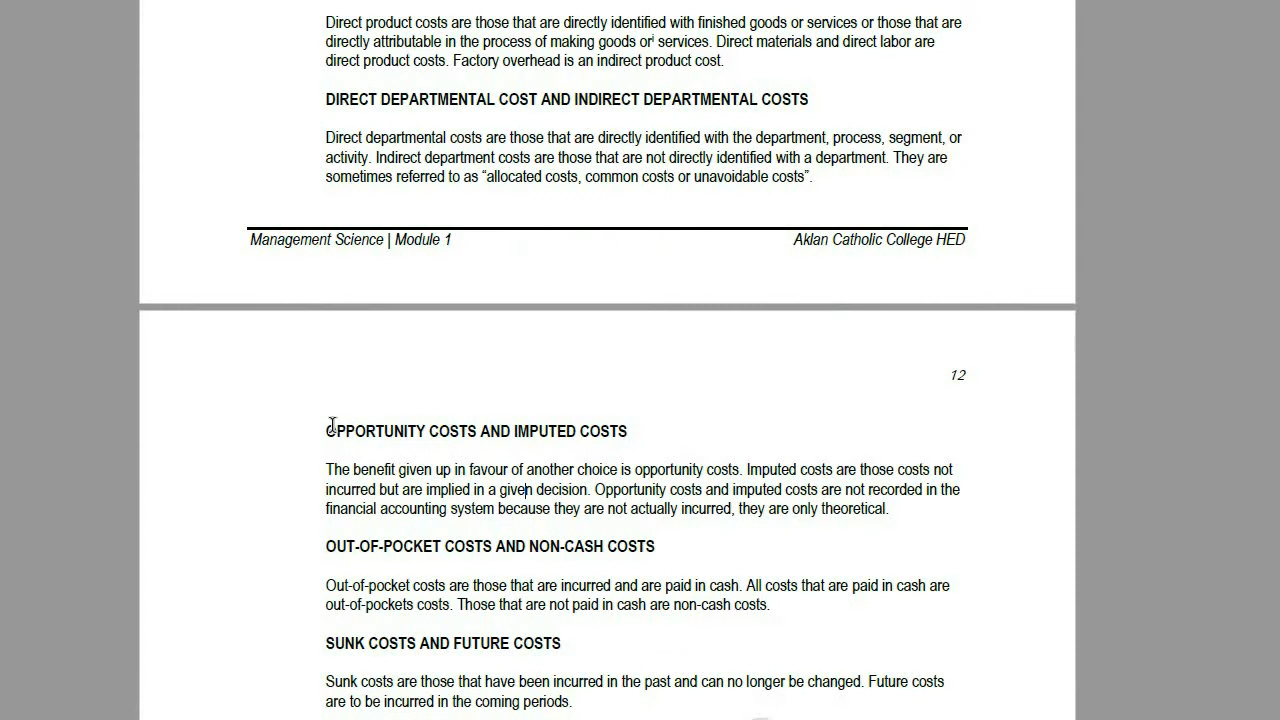 Direct product costs are those that are directly identified with finished goods or services or those that are
directly attributable in the process of making goods or services. Direct materials and direct labor are
direct product costs. Factory overhead is an indirect product cost.
DIRECT DEPARTMENTAL COST AND INDIRECT DEPARTMENTAL COSTS
Direct departmental costs are those that are directly identified with the department, process, segment, or
activity. Indirect department costs are those that are not directly identified with a department. They are
sometimes referred to as “allocated costs, common costs or unavoidable costs”.
Management Science | Module 1 Aklan Catholic College HED
12
OPPORTUNITY COSTS AND IMPUTED COSTS
The benefit given up in favour of another choice is opportunity costs. Imputed costs are those costs not
incurred but are implied in a given decision. Opportunity costs and imputed costs are not recorded in the
financial accounting system because they are not actually incurred, they are only theoretical.
OUT-OF-POCKET COSTS AND NON-CASH COSTS
Out-of-pocket costs are those that are incurred and are paid in cash. All costs that are paid in cash are
out-of-pockets costs. Those that are not paid in cash are non-cash costs.
SUNK COSTS AND FUTURE COSTS
Sunk costs are those that have been incurred in the past and can no longer be changed. Future costs
are to be incurred in the coming periods.